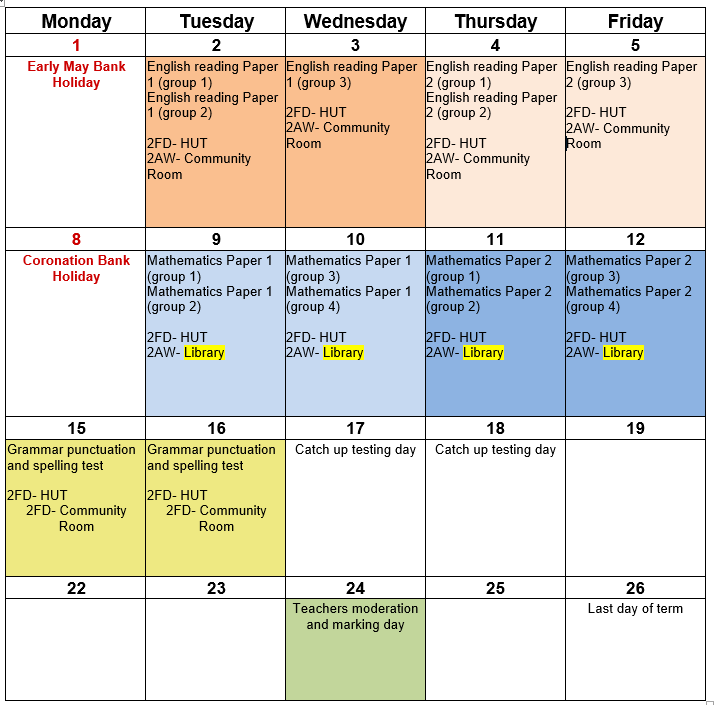 Monday
Tuesday
Wednesday
Thursday
Friday
1
2
3
4
5
Early May Bank
Holiday
English reading Paper
1 (group 1)
English reading Paper
1 (group 2)
2FD- HUT
2AW- Community
Room
English reading Paper
1 (group 3)
2FD- HUT
2AW- Community
Room
English reading Paper
2 (group 1)
English reading Paper
2 (group 2)
2FD- HUT
2AW- Community
Room
English reading Paper
2 (group 3)
2FD- HUT
2AW- Community
Room
8
9
10
11
12
Coronation Bank
Holiday
Mathematics Paper 1
(group 1)
Mathematics Paper 1
(group 2)
2FD- HUT
2AW- Library
Mathematics Paper 1
(group 3)
Mathematics Paper 1
(group 4)
2FD- HUT
2AW- Library
Mathematics Paper 2
(group 1)
Mathematics Paper 2
(group 2)
2FD- HUT
2AW- Library
Mathematics Paper 2
(group 3)
Mathematics Paper 2
(group 4)
2FD- HUT
2AW- Library
15
16
17
18
19
Grammar punctuation
and spelling test
2FD- HUT
2FD- Community
Room
Grammar punctuation
and spelling test
2FD- HUT
2FD- Community
Room
Catch up testing day
Catch up testing day
22
23
24
25
26
Teachers moderation
and marking day
Last day of term